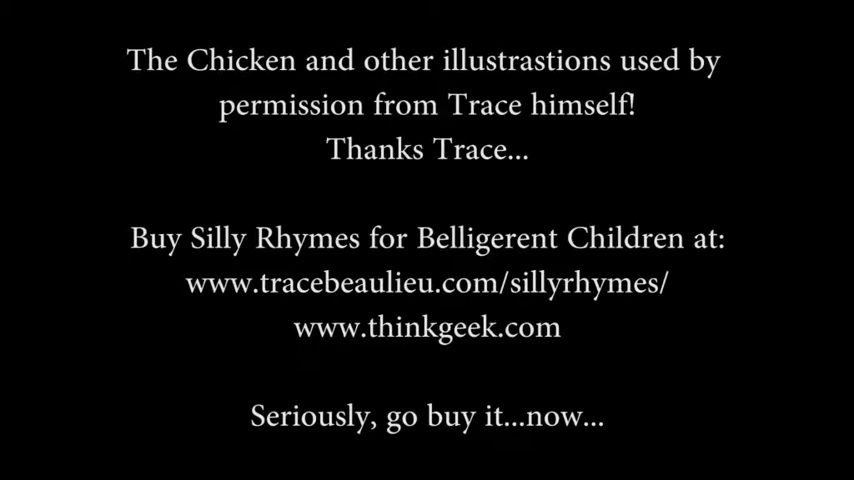 The Chicken and other illustrastions used by
permission from Trace himself!
Thanks Trace...
Buy Silly Rhymes for Belligerent Children at:
www.tracebeaulieu.com/sillyrhymes/
www.thinkgeek.com
Seriously, go buy it...now...